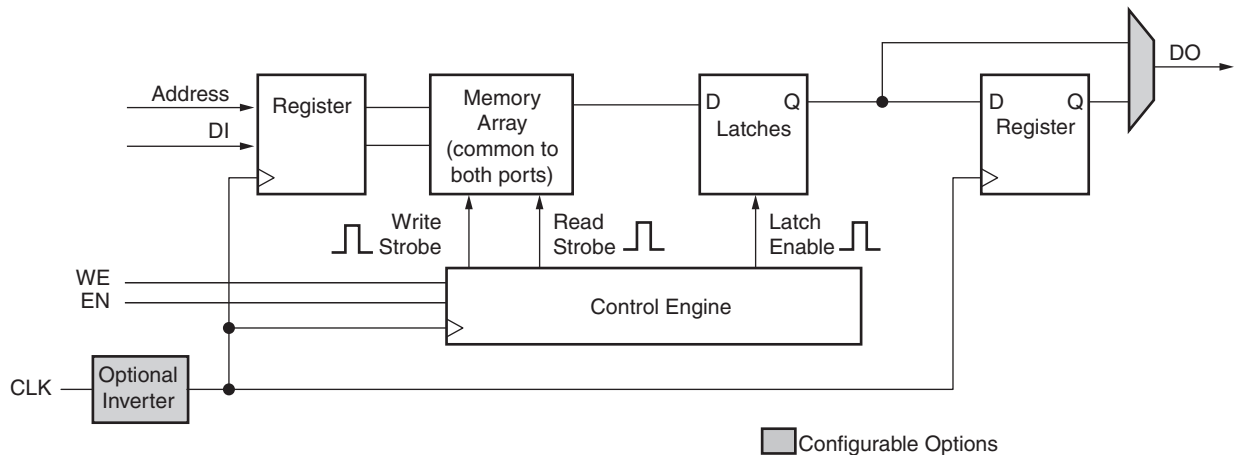 Address
DI
Register
Memory
Array
(common to
both ports)
D
Q
Latches
D
Q
Register
DO
Write
Strobe
Read
Strobe
Latch
Enable
WE
EN
Control Engine
CLK
Optional
Inverter
Configurable Options